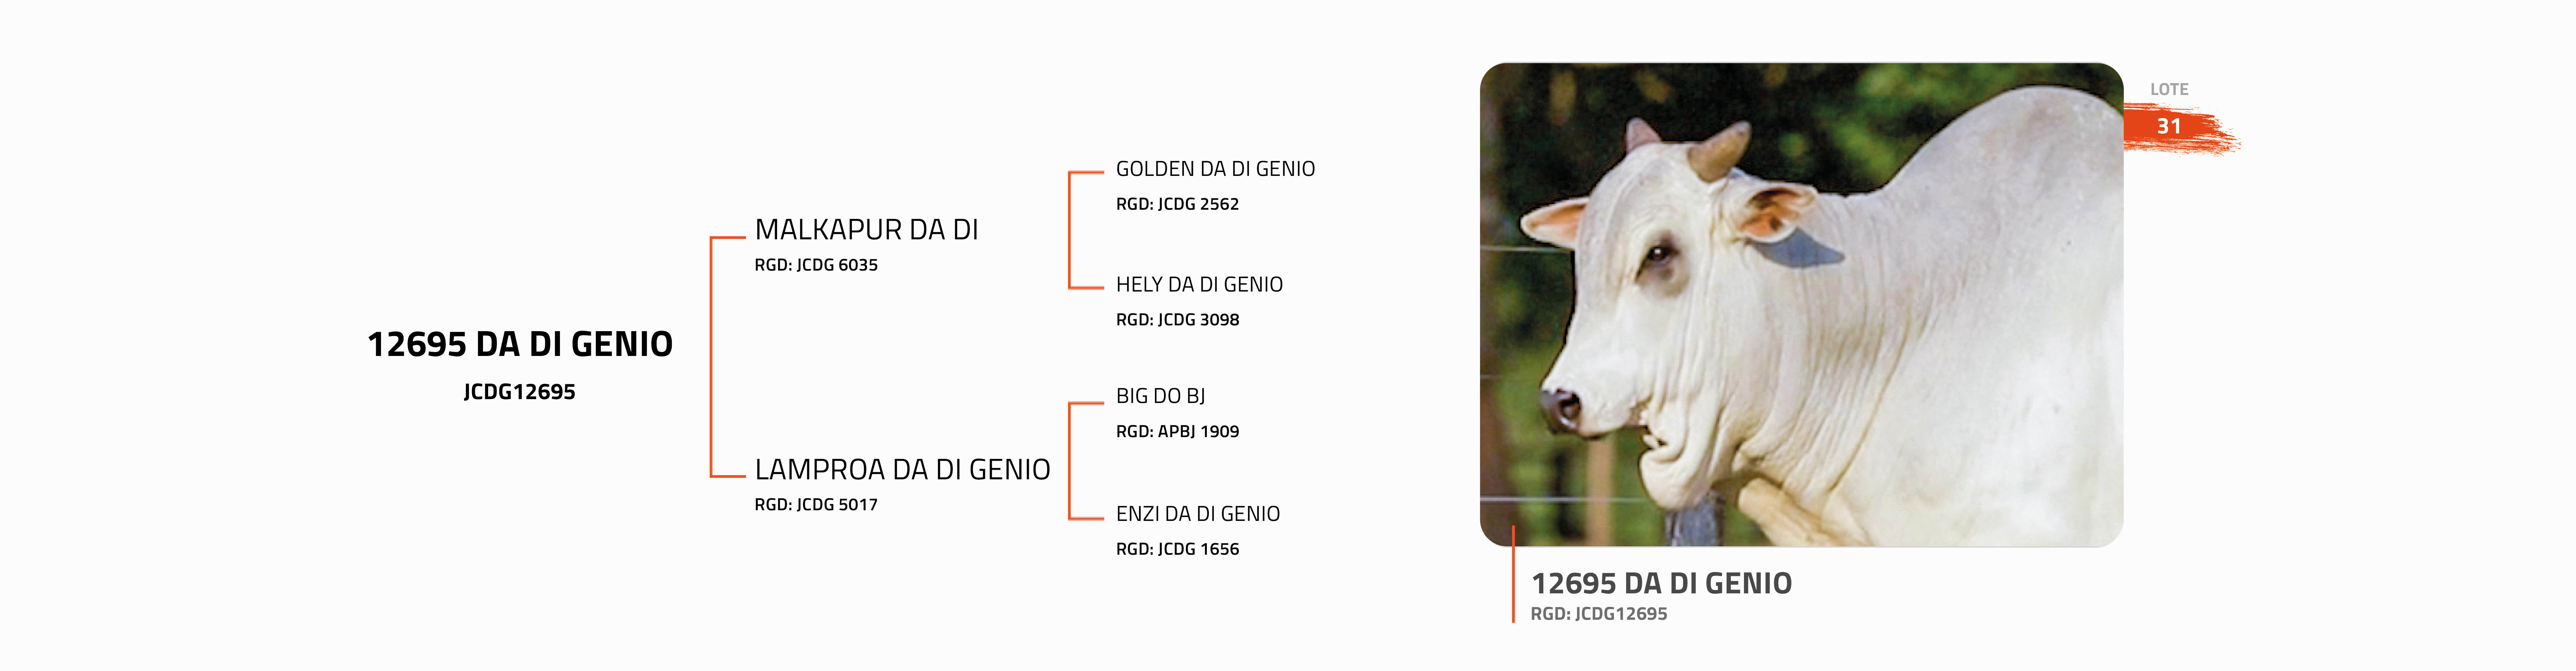 12695 DA DI GENIO
JCDG12695
MALKAPUR DA DI
RGD: JCDG 6035
LAMPROA DA DI GENIO
RGD: JCDG 5017
GOLDEN DA DI GENIO
RGD: JCDG 2562
HELY DA DI GENIO
RGD: JCDG 3098
BIG DO BJ
RGD: APBJ 1909
ENZI DA DI GENIO
RGD: JCDG 1656
LOTE
31
12695 DA DI GENIO
RGD: JCDG12695